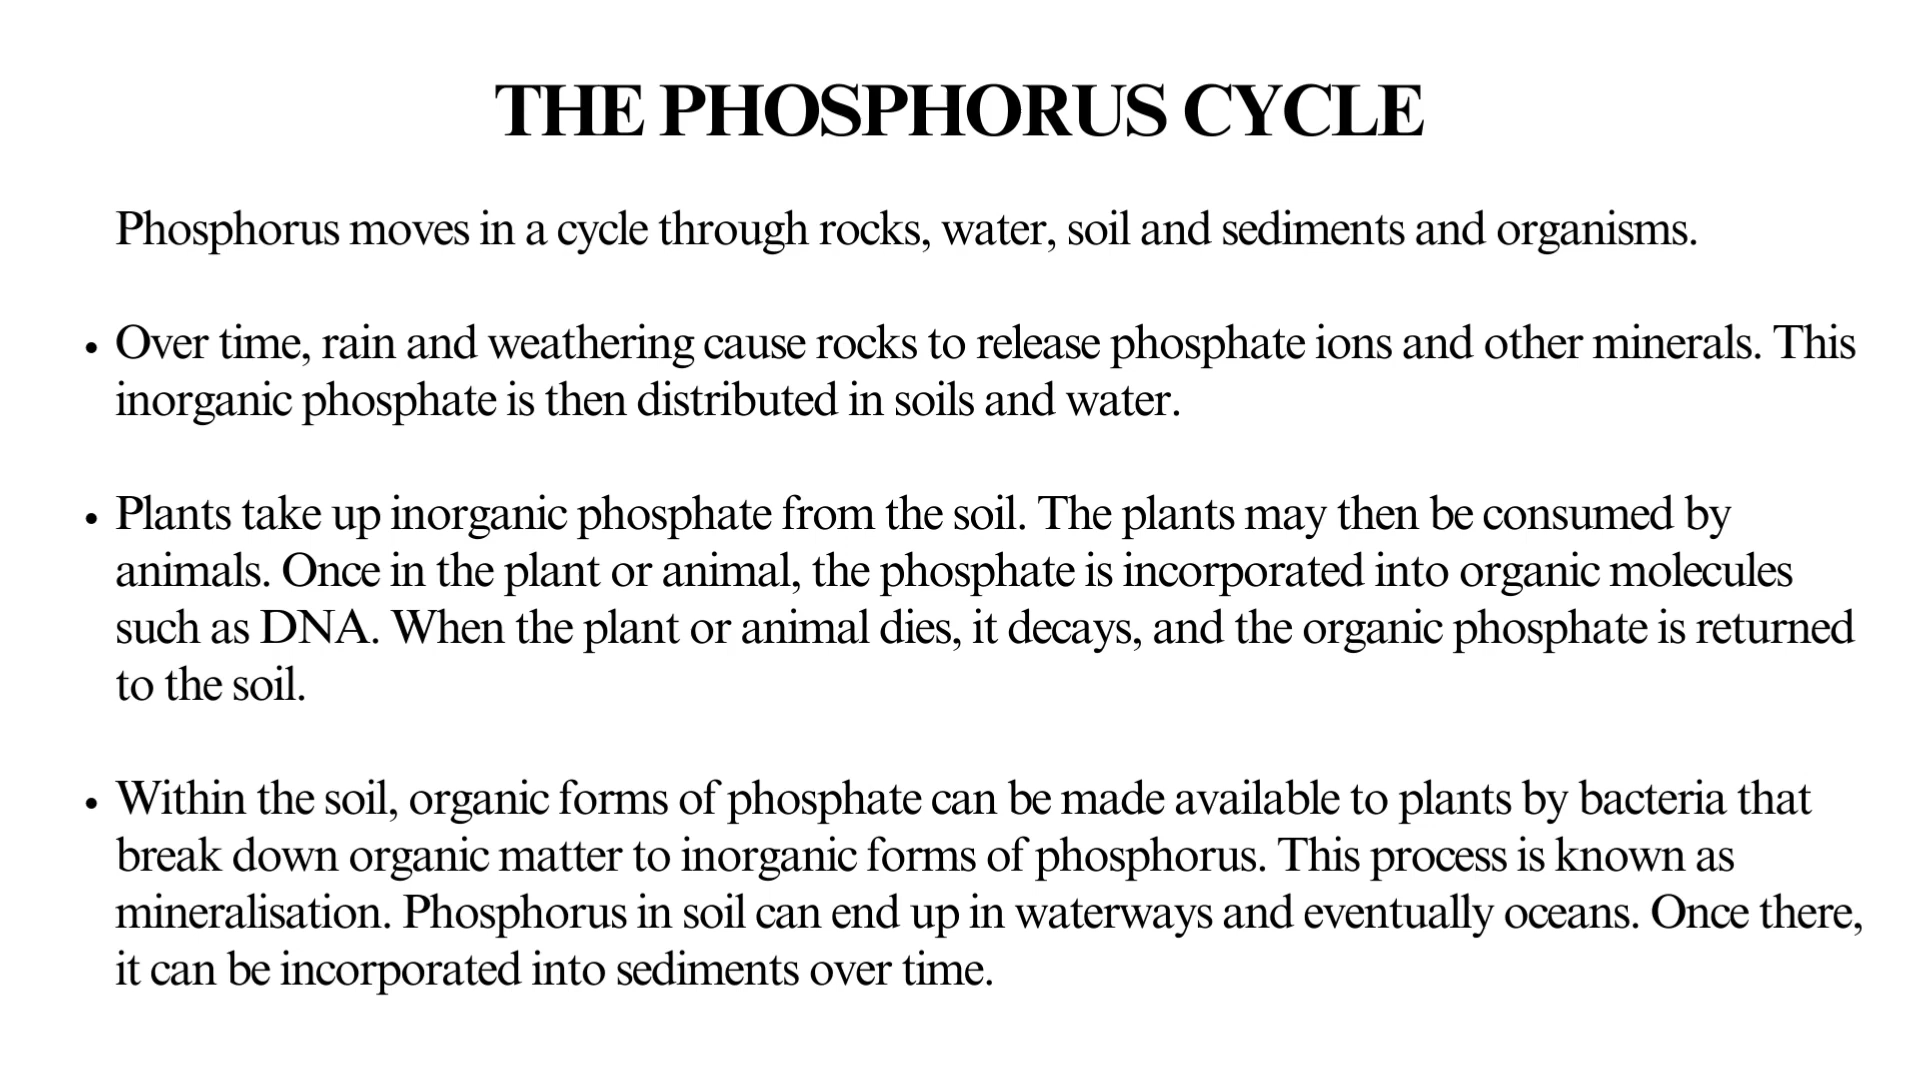 THE PHOSPHORUS CYCLE
Phosphorus moves in a cycle through rocks, water, soil and sediments and organisms.
• Over time, rain and weathering cause rocks to release phosphate ions and other minerals. This
inorganic phosphate is then distributed in soils and water.
• Plants take up inorganic phosphate from the soil. The plants may then be consumed by
animals. Once in the plant or animal, the phosphate is incorporated into organic molecules
such as DNA. When the plant or animal dies, it decays, and the organic phosphate is returned
to the soil.
• Within the soil, organic forms of phosphate can be made available to plants by bacteria that
break down organic matter to inorganic forms of phosphorus. This process is known as
mineralisation. Phosphorus in soil can end up in waterways and eventually oceans. Once there,
it can be incorporated into sediments over time.